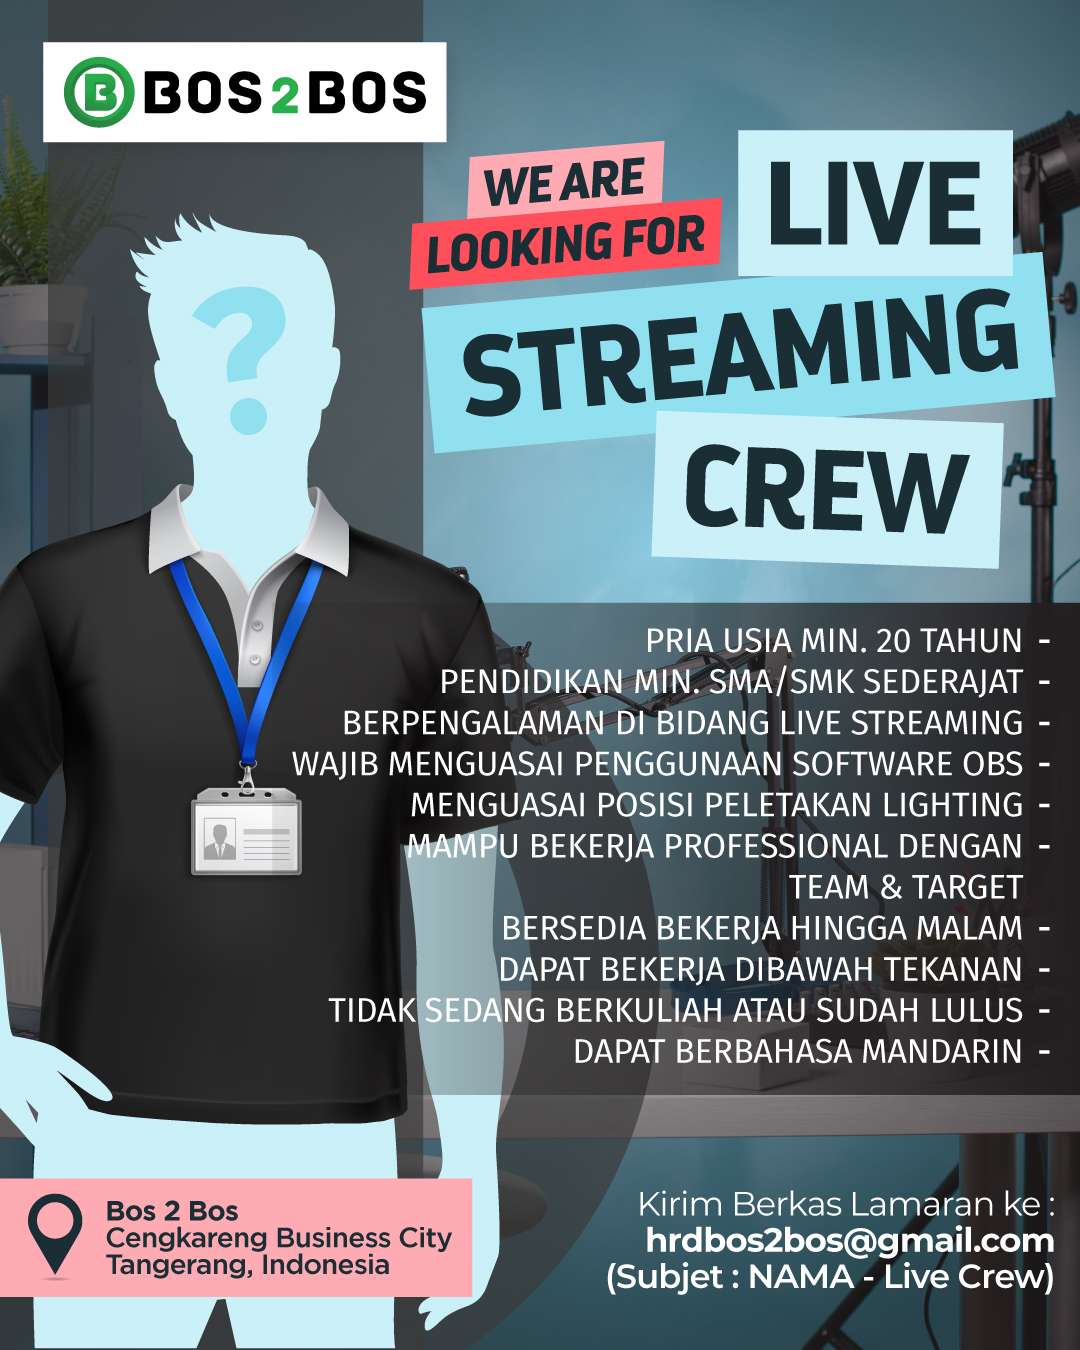 BOS2BOS
WE ARE
LOOKING FOR
LIVE
STREAMING
CREW
?
PRIA USIA MIN. 20 TAHUN -
PENDIDIKAN MIN. SMA/SMK SEDERAJAT -
BERPENGALAMAN DI BIDANG LIVE STREAMING -
WAJIB MENGUASAI PENGGUNAAN SOFTWARE OBS -
MENGUASAI POSISI PELETAKAN LIGHTING -
MAMPU BEKERJA PROFESSIONAL DENGAN -
TEAM & TARGET
BERSEDIA BEKERJA HINGGA MALAM -
DAPAT BEKERJA DIBAWAH TEKANAN -
TIDAK SEDANG BERKULIAH ATAU SUDAH LULUS -
DAPAT BERBAHASA MANDARIN -
Bos 2 Bos
Cengkareng Business City
Tangerang, Indonesia
Kirim Berkas Lamaran ke :
hrdbos2bos@gmail.com
(Subjet : NAMA - Live Crew)